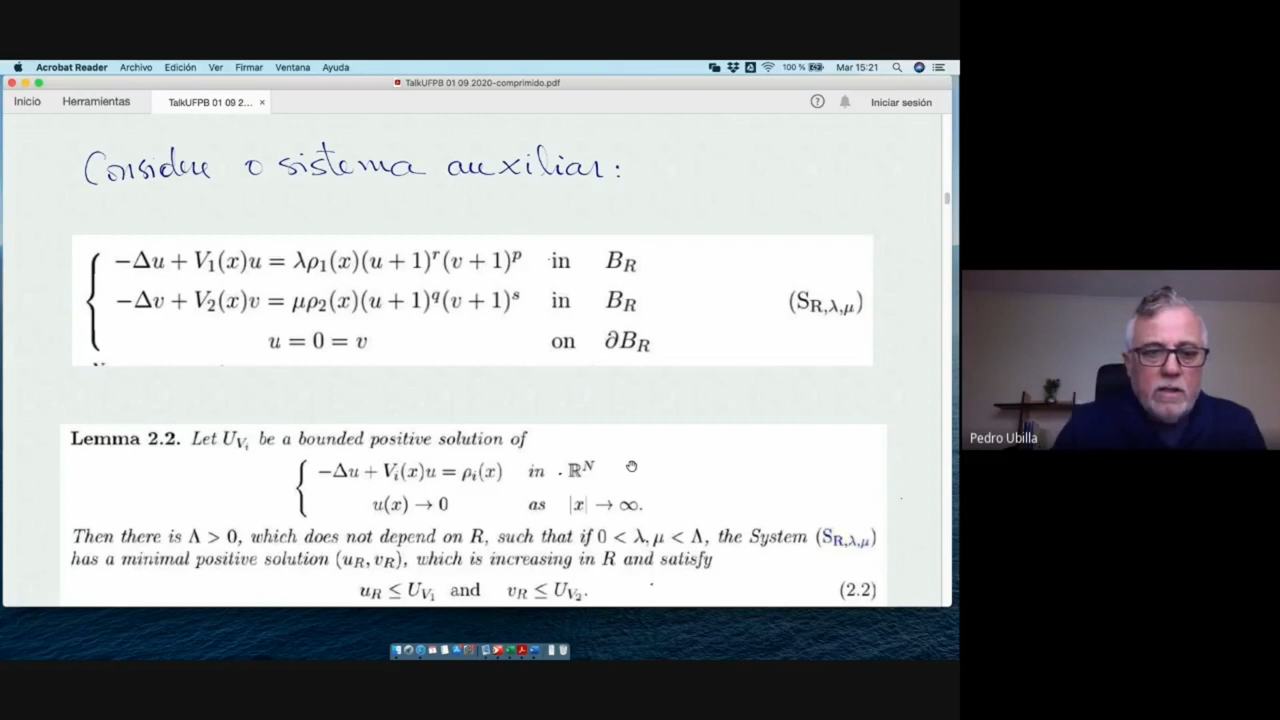 Acrobat Reader Archivo Edición Ver Firmar Ventana Ayuda 100 % Mar 15:21
TalkUFPB 01 09 2020-comprimido.pdf
Inicio Herramientas TalkUFPB 01 09 2... × Iniciar sesión
Considere o sistema auxiliar:
−Δu + V₁(x)u = λρ₁(x)(u + 1)ʳ(v + 1)ᵖ in B_R
−Δv + V₂(x)v = μρ₂(x)(u + 1)^q(v + 1)ˢ in B_R (S_{R,λ,μ})
u = 0 = v on ∂B_R
Lemma 2.2. Let U_{V_i} be a bounded positive solution of
−Δu + V_i(x)u = ρ_i(x) in ℝᴺ
u(x) → 0 as |x| → ∞.
Then there is Λ > 0, which does not depend on R, such that if 0 < λ, μ < Λ, the System (S_{R,λ,μ})
has a minimal positive solution (u_R, v_R), which is increasing in R and satisfy
u_R ≤ U_{V_1} and v_R ≤ U_{V_2}. (2.2)
Pedro Ubilla